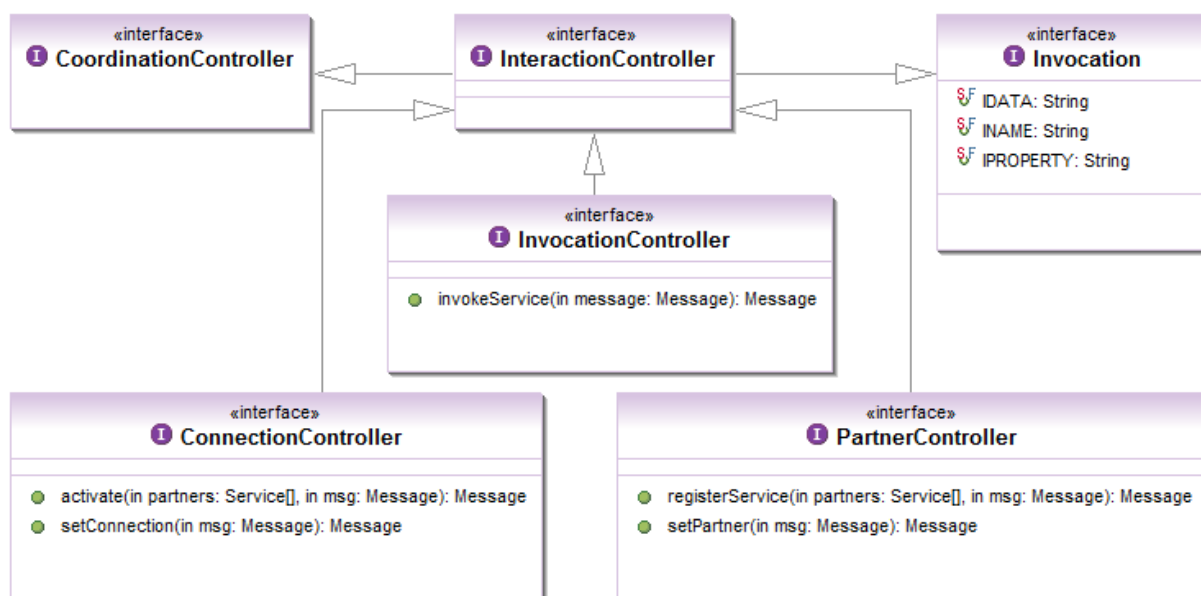 «interface»
I CoordinationController
«interface»
I InteractionController
«interface»
I Invocation
S F IDATA: String
S F INAME: String
S F IPROPERTY: String
«interface»
I InvocationController
invokeService(in message: Message): Message
«interface»
I ConnectionController
activate(in partners: Service[], in msg: Message): Message
setConnection(in msg: Message): Message
«interface»
I PartnerController
registerService(in partners: Service[], in msg: Message): Message
setPartner(in msg: Message): Message